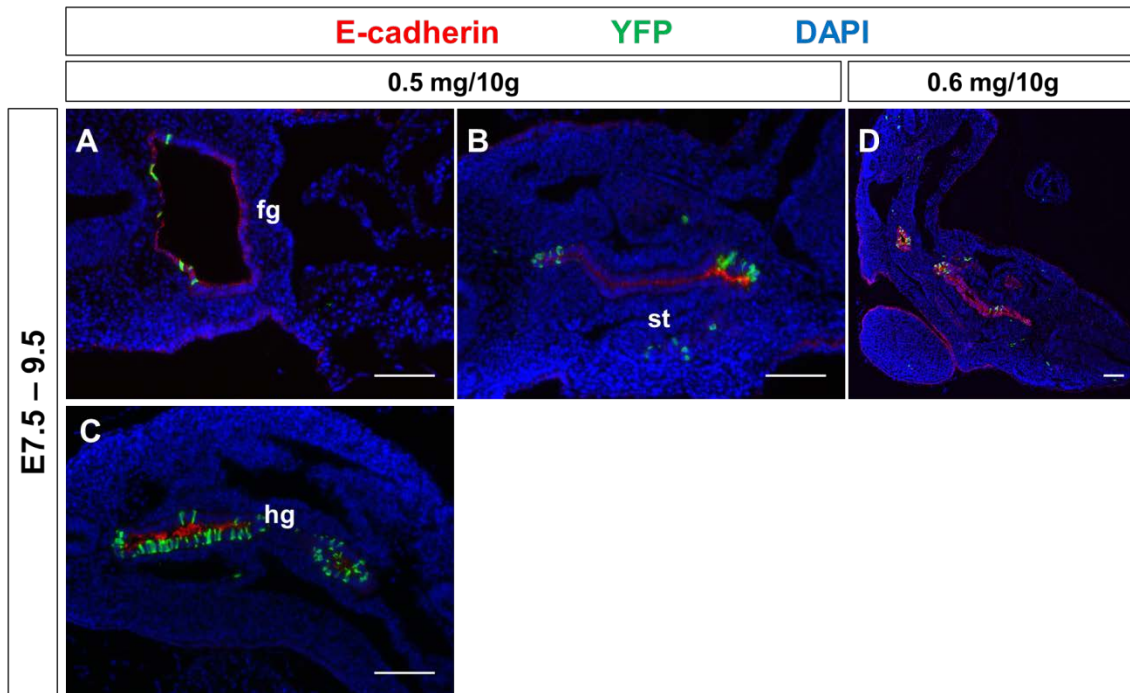 E-cadherin YFP DAPI
0.5 mg/10g 0.6 mg/10g
E7.5 – 9.5
A fg
B st
D
C hg